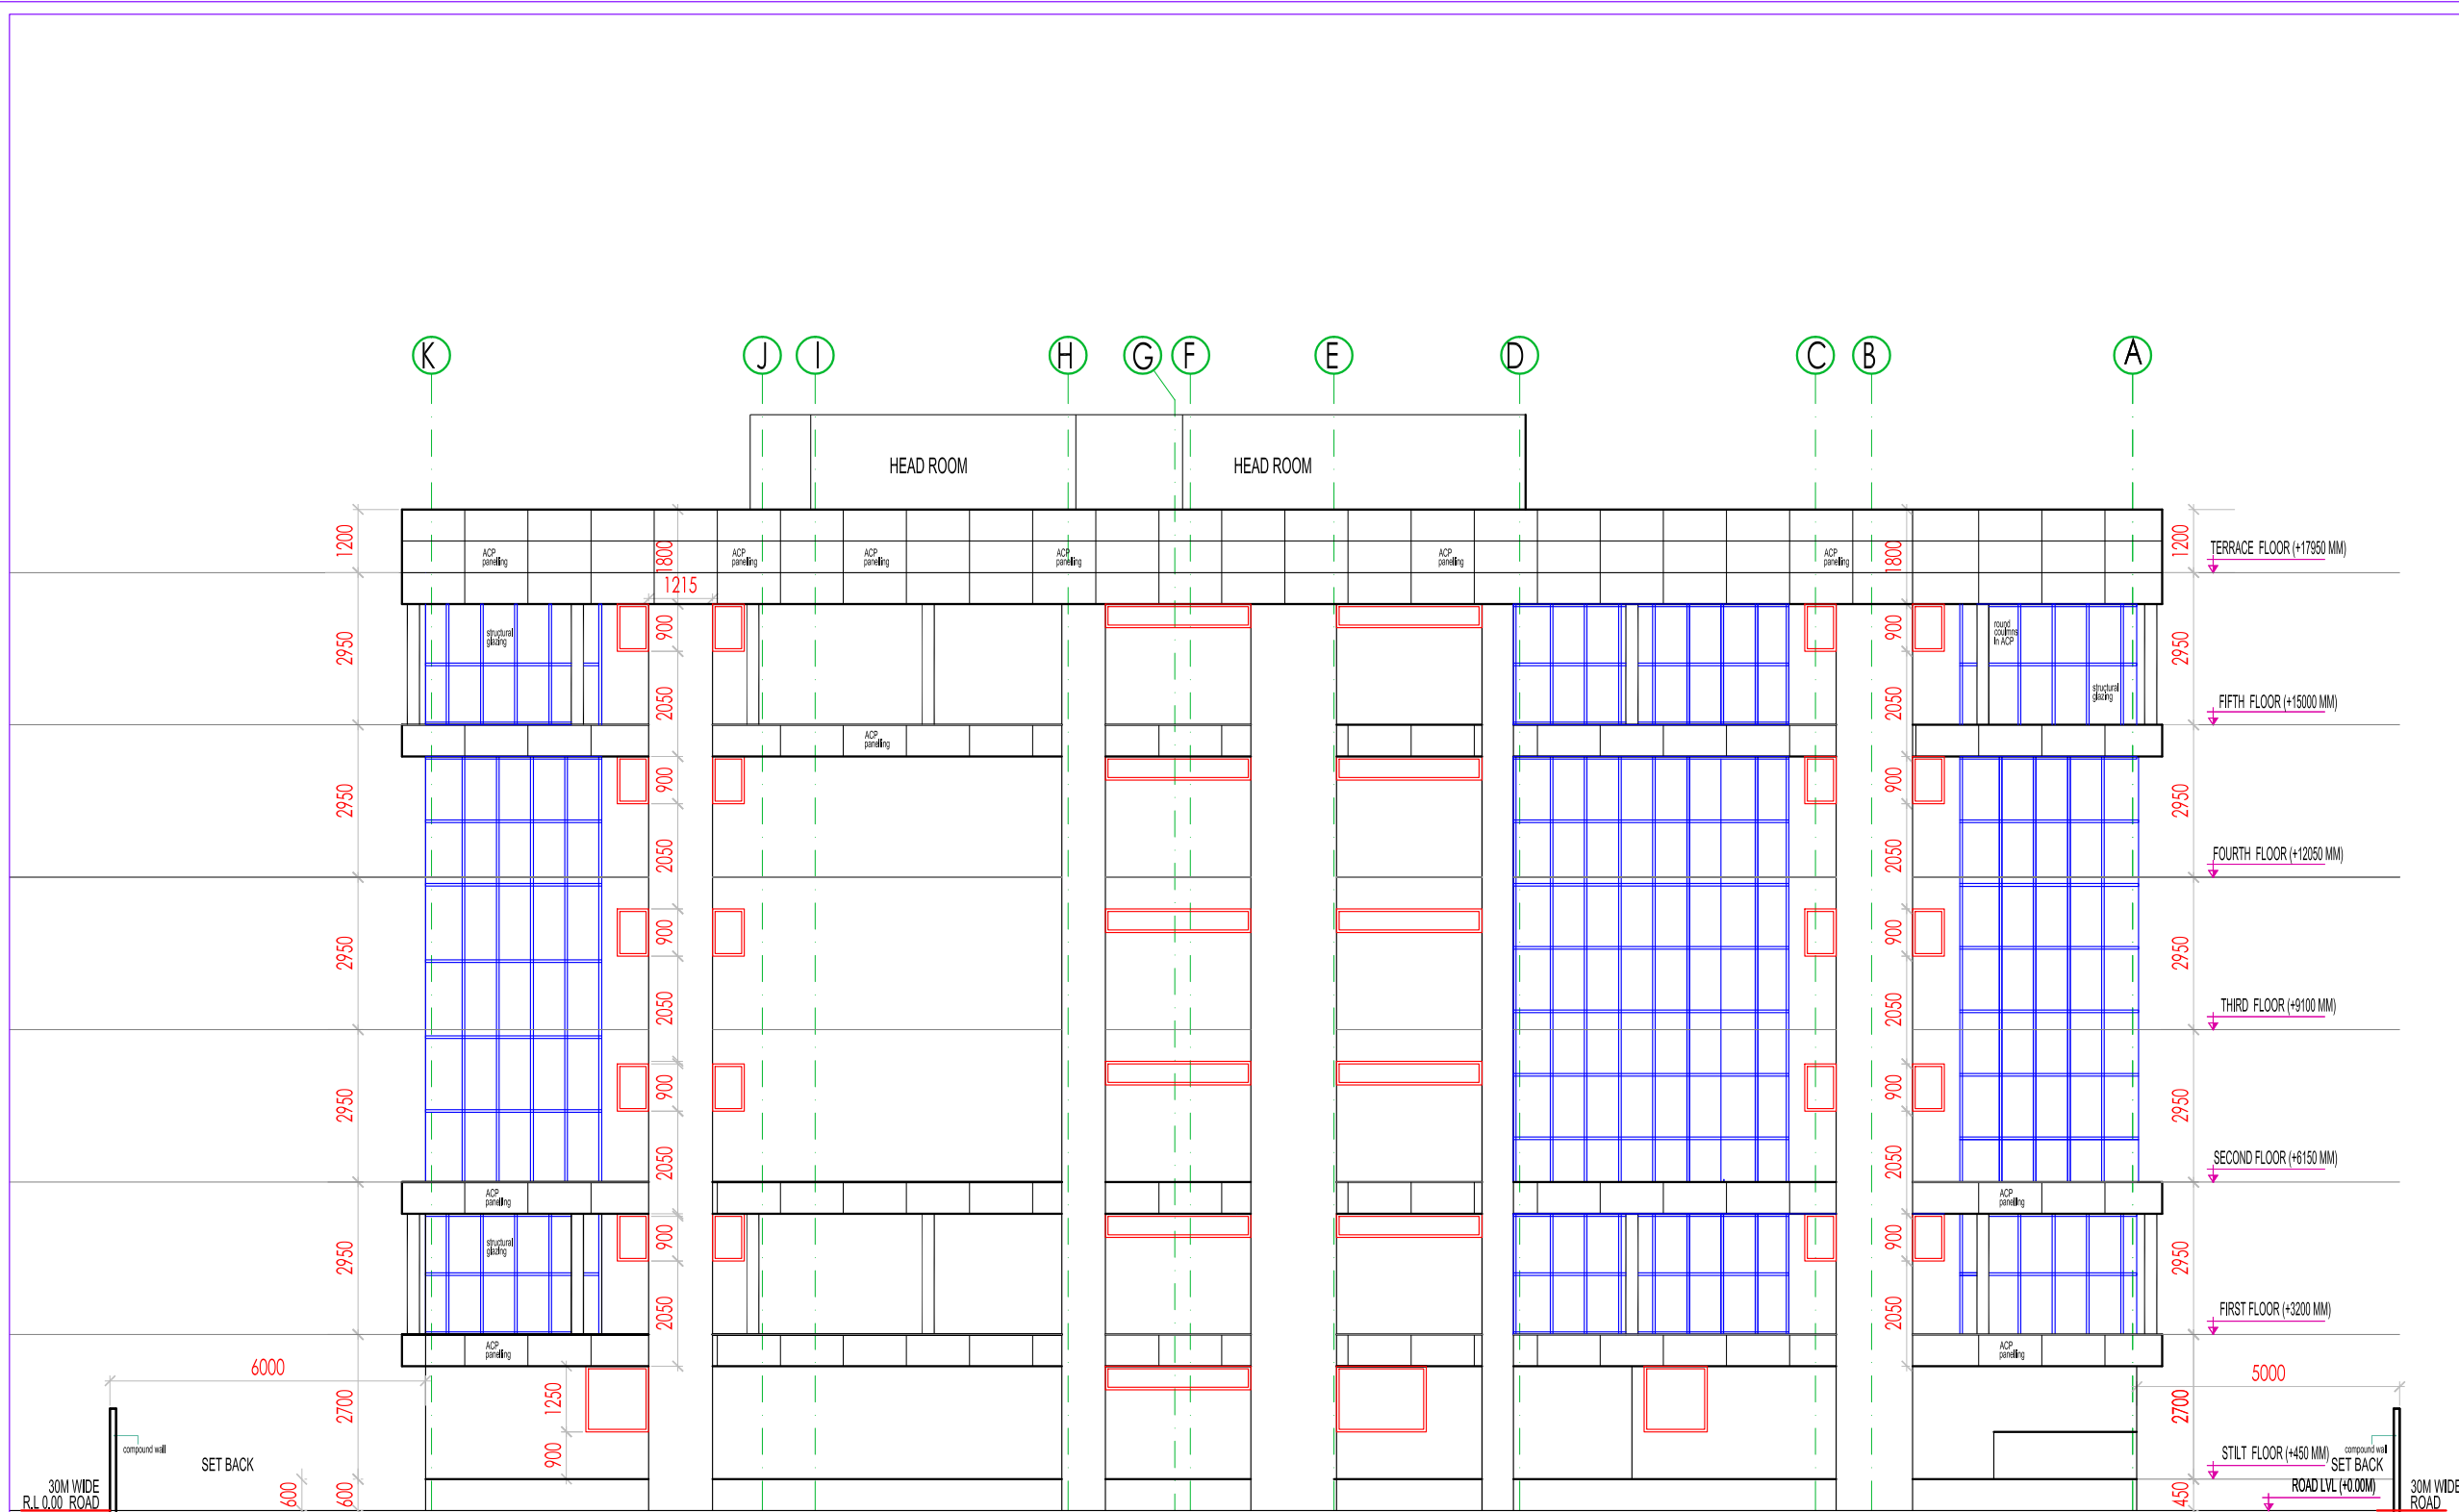 K
J
I
H
G
F
E
D
C
B
A
HEAD ROOM
HEAD ROOM
1200
ACP
panelling
1800
ACP
panelling
ACP
panelling
ACP
panelling
ACP
panelling
ACP
panelling
1800
1200
TERRACE FLOOR (+17950 MM)
1215
2950
structural
glazing
900
2050
900
2050
round
coulmns
in ACP
structural
glazing
2950
FIFTH FLOOR (+15000 MM)
ACP
panelling
2950
900
2050
900
2050
2950
FOURTH FLOOR (+12050 MM)
2950
900
2050
900
2050
2950
THIRD FLOOR (+9100 MM)
2950
900
2050
900
2050
2950
SECOND FLOOR (+6150 MM)
ACP
panelling
ACP
panelling
2950
structural
glazing
900
2050
900
2050
2950
FIRST FLOOR (+3200 MM)
ACP
panelling
ACP
panelling
6000
5000
2700
1250
900
2700
compound wall
SET BACK
STILT FLOOR (+450 MM)
compound wall
SET BACK
30M WIDE
R.L 0.00 ROAD
600
600
450
ROAD LVL (+0.00M)
30M WIDE
ROAD